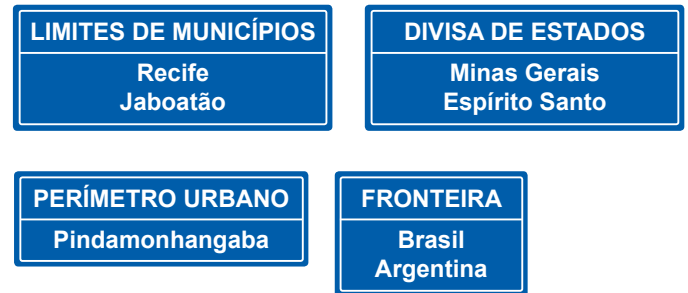 LIMITES DE MUNICÍPIOS
Recife
Jaboatão
DIVISA DE ESTADOS
Minas Gerais
Espírito Santo
PERÍMETRO URBANO
Pindamonhangaba
FRONTEIRA
Brasil
Argentina